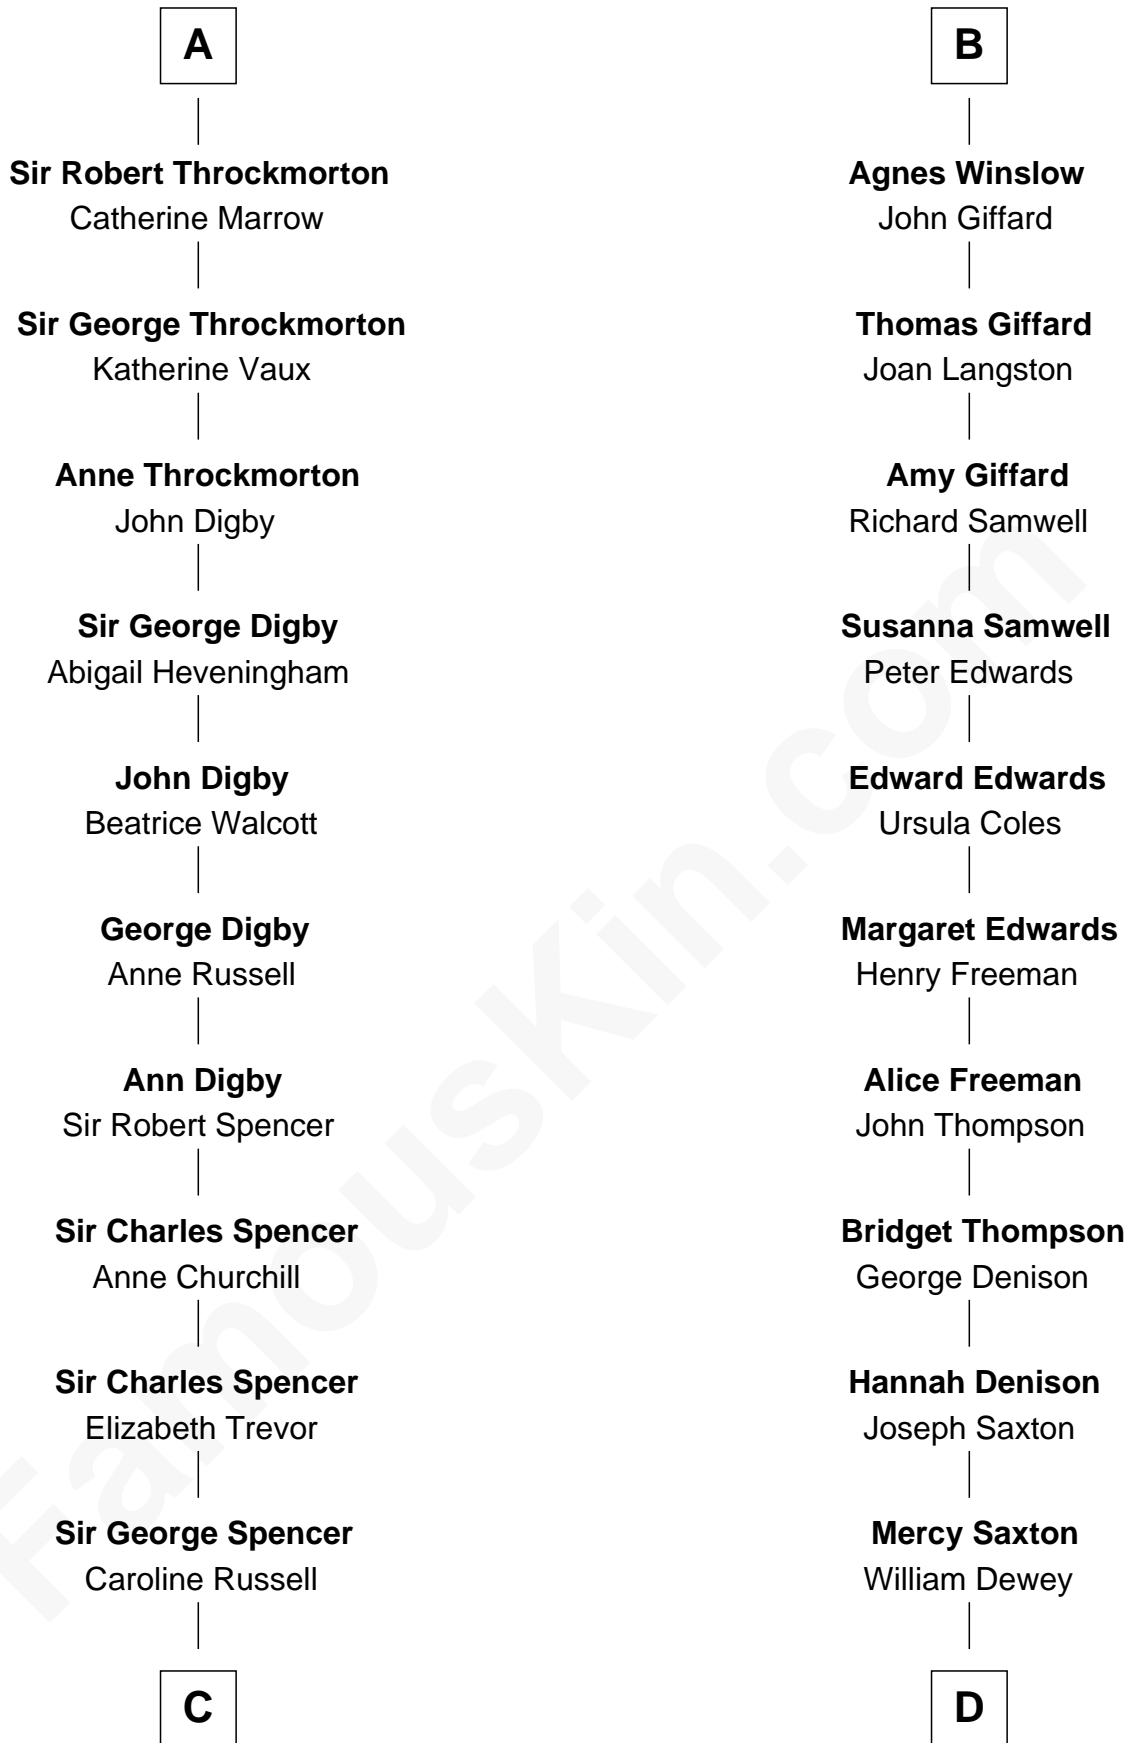 A
Sir Robert Throckmorton
Catherine Marrow
Sir George Throckmorton
Katherine Vaux
Anne Throckmorton
John Digby
Sir George Digby
Abigail Heveningham
John Digby
Beatrice Walcott
George Digby
Anne Russell
Ann Digby
Sir Robert Spencer
Sir Charles Spencer
Anne Churchill
Sir Charles Spencer
Elizabeth Trevor
Sir George Spencer
Caroline Russell
C
B
Agnes Winslow
John Giffard
Thomas Giffard
Joan Langston
Amy Giffard
Richard Samwell
Susanna Samwell
Peter Edwards
Edward Edwards
Ursula Coles
Margaret Edwards
Henry Freeman
Alice Freeman
John Thompson
Bridget Thompson
George Denison
Hannah Denison
Joseph Saxton
Mercy Saxton
William Dewey
D
FamousKin.com